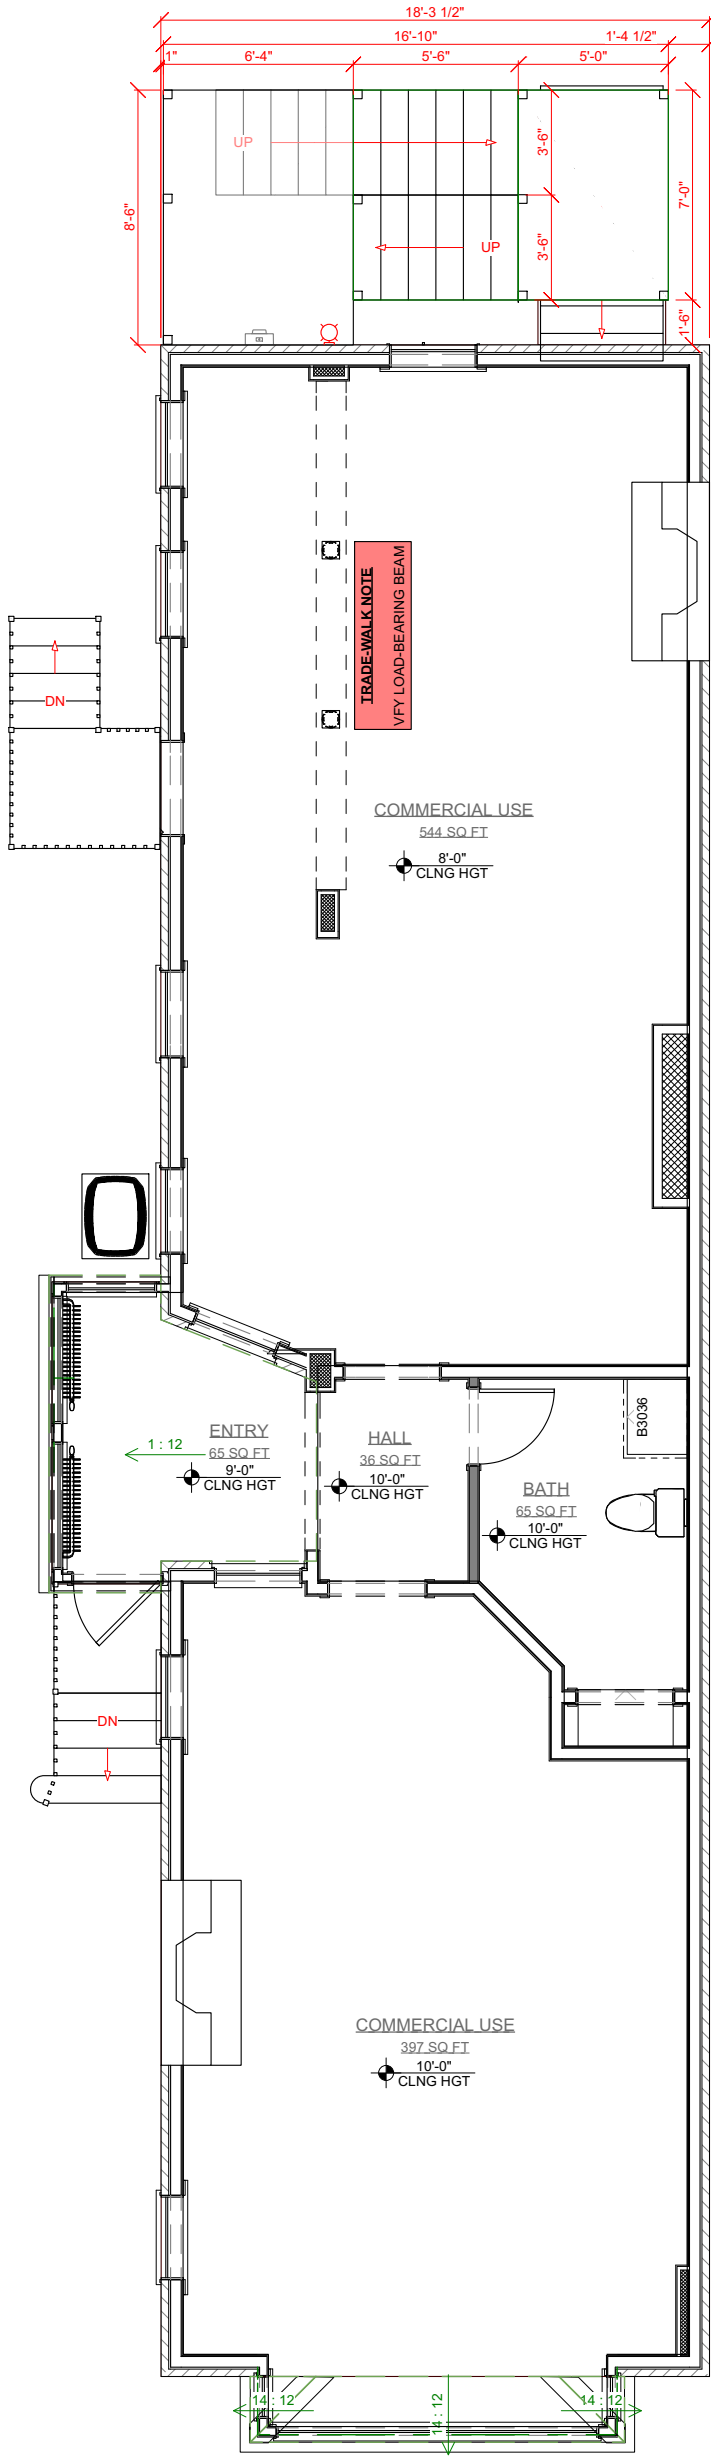 18'-3 1/2"
16'-10"
1'-4 1/2"
1"
6'-4"
5'-6"
5'-0"
UP
3'-6"
7'-0"
8'-6"
UP
3'-6"
1'-6"
TRADE-WALK NOTE
VFY LOAD-BEARING BEAM
DN
COMMERCIAL USE
544 SQ FT
8'-0"
CLNG HGT
ENTRY
65 SQ FT
1 : 12
9'-0"
CLNG HGT
HALL
36 SQ FT
10'-0"
CLNG HGT
B3036
BATH
65 SQ FT
10'-0"
CLNG HGT
DN
COMMERCIAL USE
397 SQ FT
10'-0"
CLNG HGT
14 : 12
14 : 12
14 : 12